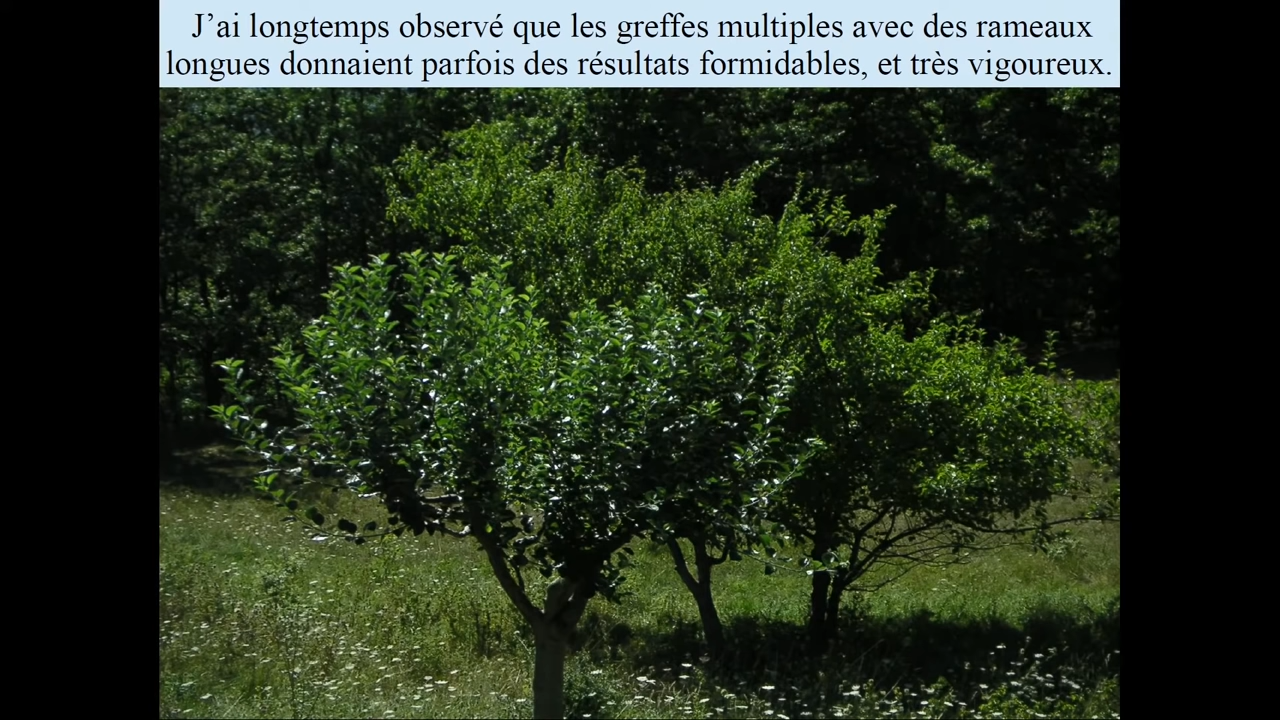 J’ai longtemps observé que les greffes multiples avec des rameaux
longues donnaient parfois des résultats formidables, et très vigoureux.